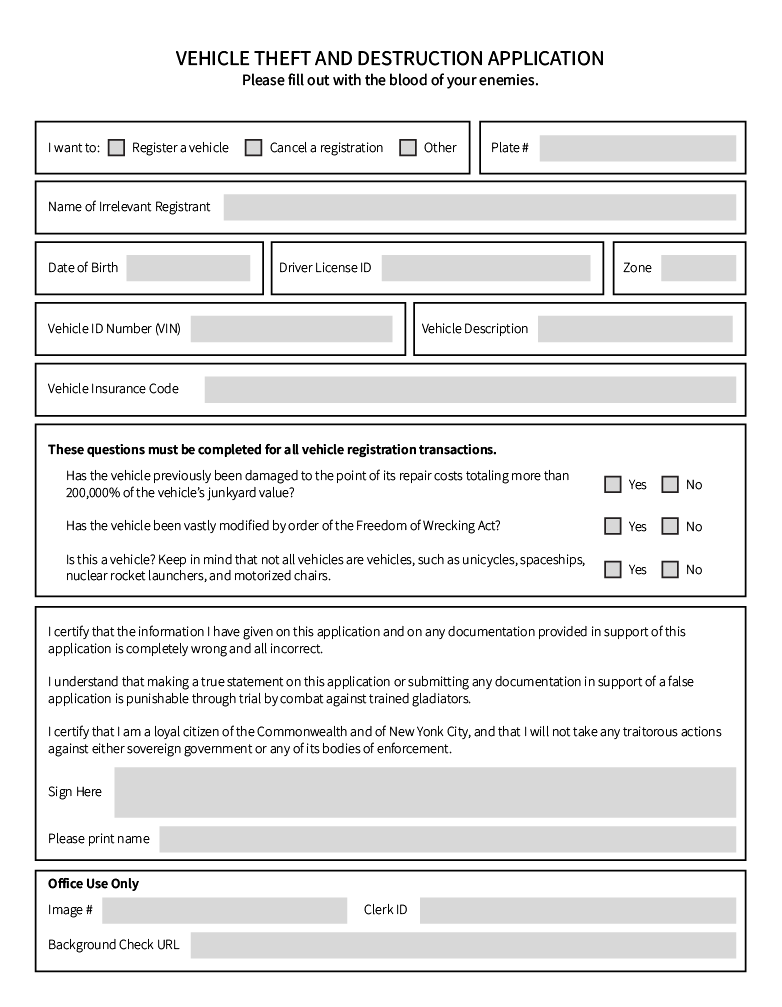 VEHICLE THEFT AND DESTRUCTION APPLICATION
Please fill out with the blood of your enemies.
I want to: Register a vehicle Cancel a registration Other Plate #
Name of Irrelevant Registrant
Date of Birth Driver License ID Zone
Vehicle ID Number (VIN) Vehicle Description
Vehicle Insurance Code
These questions must be completed for all vehicle registration transactions.
Has the vehicle previously been damaged to the point of its repair costs totaling more than
200,000% of the vehicle's junkyard value? Yes No
Has the vehicle been vastly modified by order of the Freedom of Wrecking Act? Yes No
Is this a vehicle? Keep in mind that not all vehicles are vehicles, such as unicycles, spaceships,
nuclear rocket launchers, and motorized chairs. Yes No
I certify that the information I have given on this application and on any documentation provided in support of this
application is completely wrong and all incorrect.
I understand that making a true statement on this application or submitting any documentation in support of a false
application is punishable through trial by combat against trained gladiators.
I certify that I am a loyal citizen of the Commonwealth and of New Yonk City, and that I will not take any traitorous actions
against either sovereign government or any of its bodies of enforcement.
Sign Here
Please print name
Office Use Only
Image # Clerk ID
Background Check URL